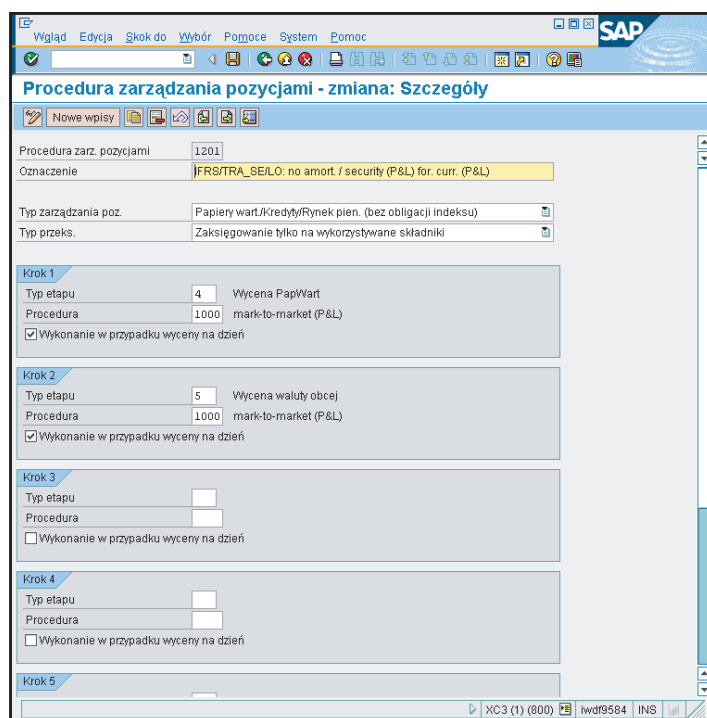 Wgląd Edycja Skok do Wybór Pomoce System Pomoc
SAP
Procedura zarządzania pozycjami - zmiana: Szczegóły
Nowe wpisy
Procedura zarz. pozycjami 1201
Oznaczenie IFRS/TRA_SE/LO: no amort. / security (P&L) for. curr. (P&L)
Typ zarządzania poz. Papiery wart./Kredyty/Rynek pien. (bez obligacji indeksu)
Typ przeks. Zaksięgowanie tylko na wykorzystywane składniki
Krok 1
Typ etapu 4 Wycena PapWart
Procedura 1000 mark-to-market (P&L)
Wykonanie w przypadku wyceny na dzień
Krok 2
Typ etapu 5 Wycena waluty obcej
Procedura 1000 mark-to-market (P&L)
Wykonanie w przypadku wyceny na dzień
Krok 3
Typ etapu
Procedura
Wykonanie w przypadku wyceny na dzień
Krok 4
Typ etapu
Procedura
Wykonanie w przypadku wyceny na dzień
Krok 5
XC3 (1) (800) iwdf9584 INS